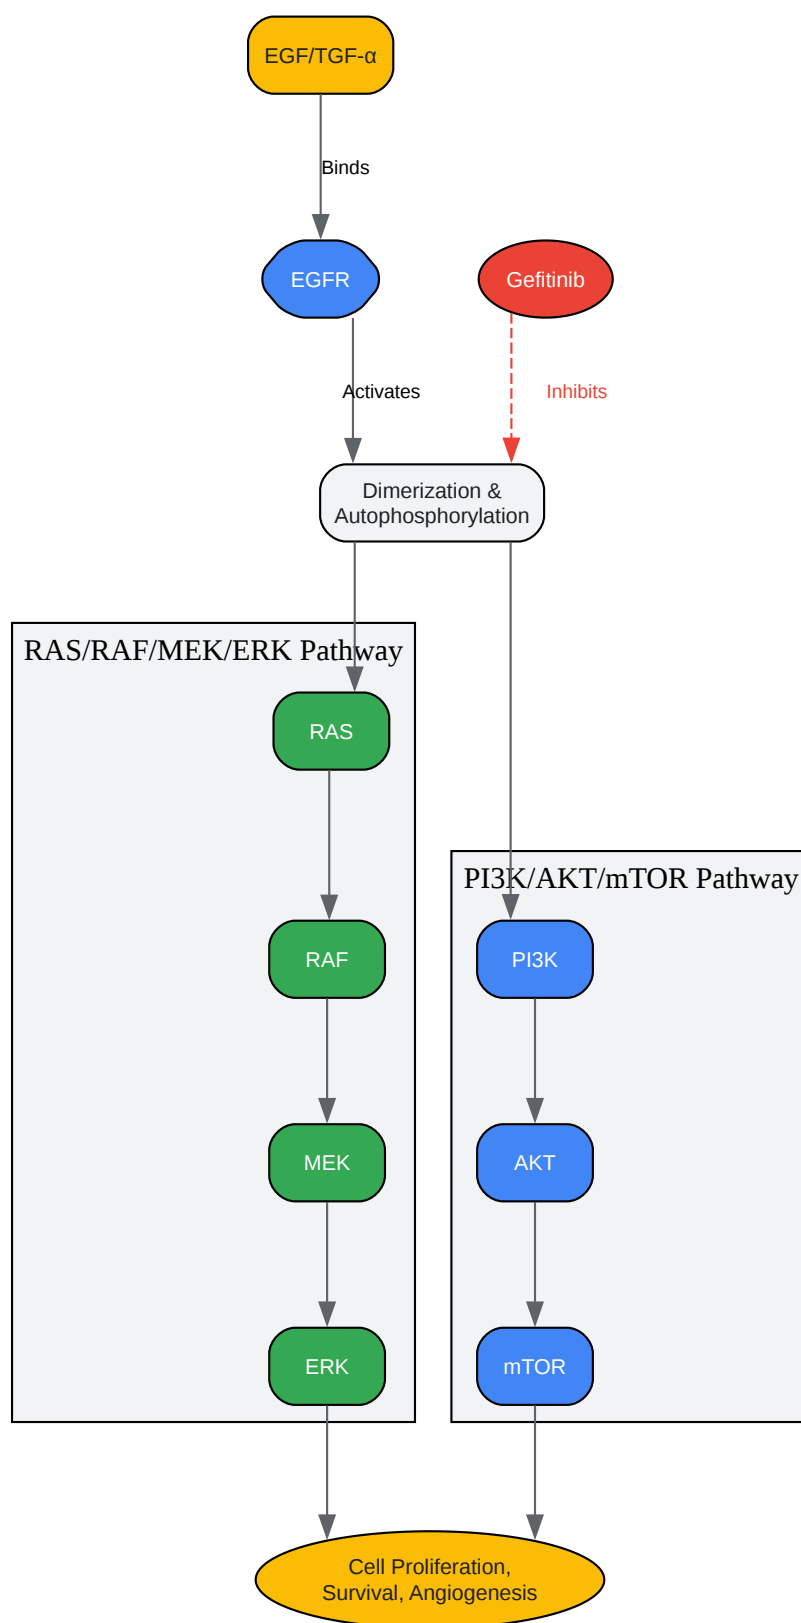 EGF/TGF-α
Binds
EGFR
Gefitinib
Activates
Inhibits
Dimerization &
Autophosphorylation
RAS/RAF/MEK/ERK Pathway
RAS
PI3K/AKT/mTOR Pathway
RAF
PI3K
MEK
AKT
ERK
mTOR
Cell Proliferation,
Survival, Angiogenesis